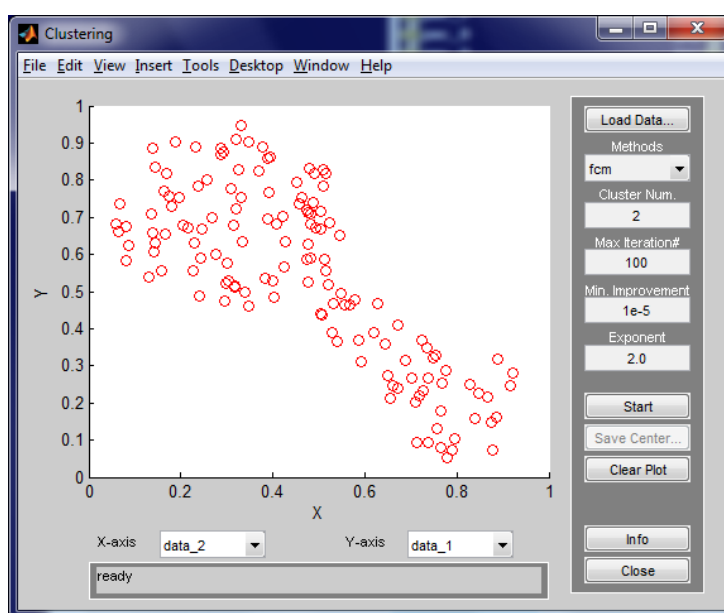 Clustering
File Edit View Insert Tools Desktop Window Help
1
0.9
0.8
0.7
0.6
0.5
0.4
0.3
0.2
0.1
0
Y
0 0.2 0.4 0.6 0.8 1
X
X-axis data_2 Y-axis data_1
ready
Load Data...
Methods
fcm
Cluster Num.
2
Max Iteration#
100
Min. Improvement
1e-5
Exponent
2.0
Start
Save Center...
Clear Plot
Info
Close